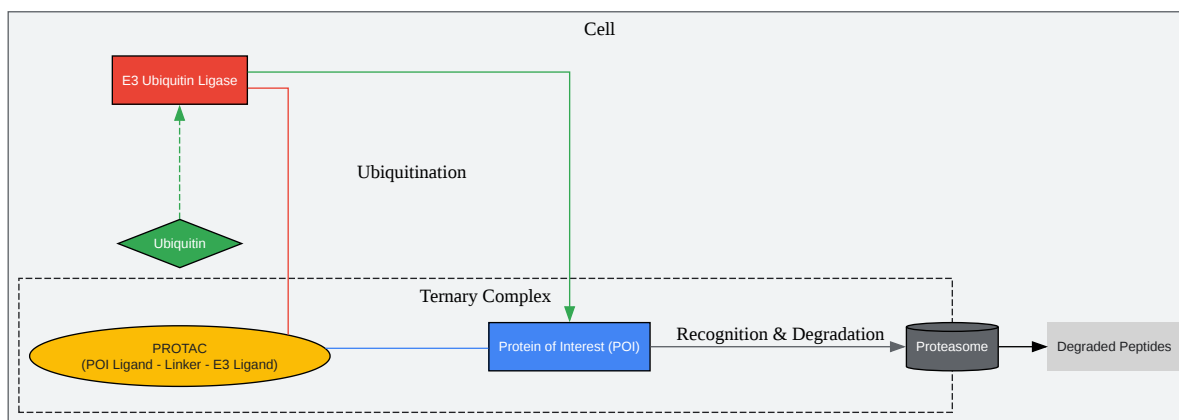 Cell
E3 Ubiquitin Ligase
Ubiquitination
Ubiquitin
Ternary Complex
PROTAC
(POI Ligand - Linker - E3 Ligand)
Protein of Interest (POI)
Recognition & Degradation
Proteasome
Degraded Peptides